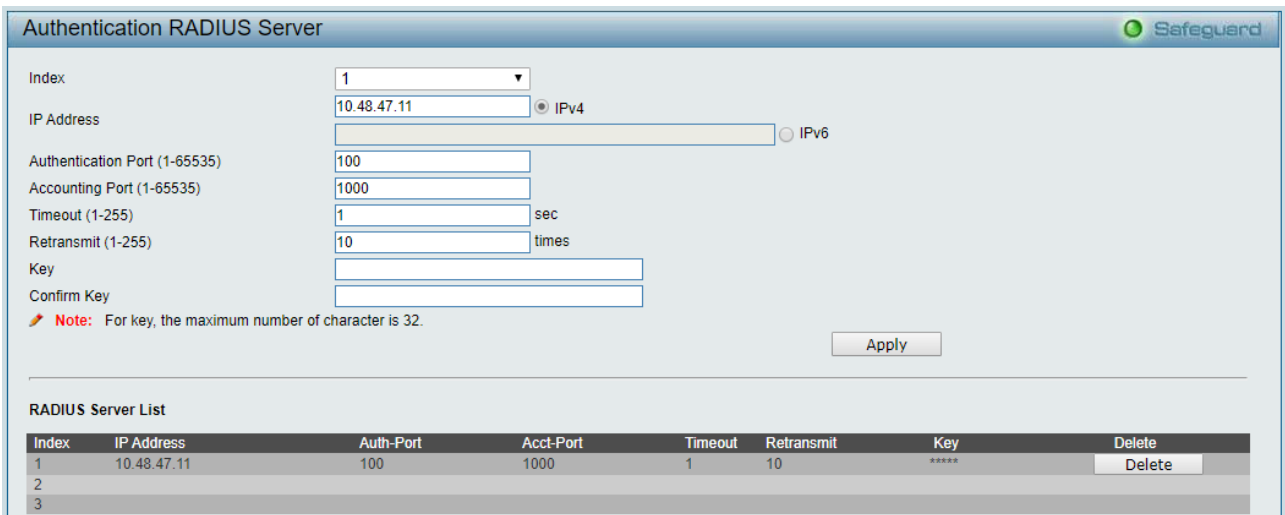 Authentication RADIUS Server
Safeguard
Index 1
10.48.47.11 IPv4
IP Address
IPv6
Authentication Port (1-65535) 100
Accounting Port (1-65535) 1000
Timeout (1-255) 1 sec
Retransmit (1-255) 10 times
Key
Confirm Key
Note: For key, the maximum number of character is 32.
Apply
RADIUS Server List
Index IP Address Auth-Port Acct-Port Timeout Retransmit Key Delete
1 10.48.47.11 100 1000 1 10 ***** Delete
2
3